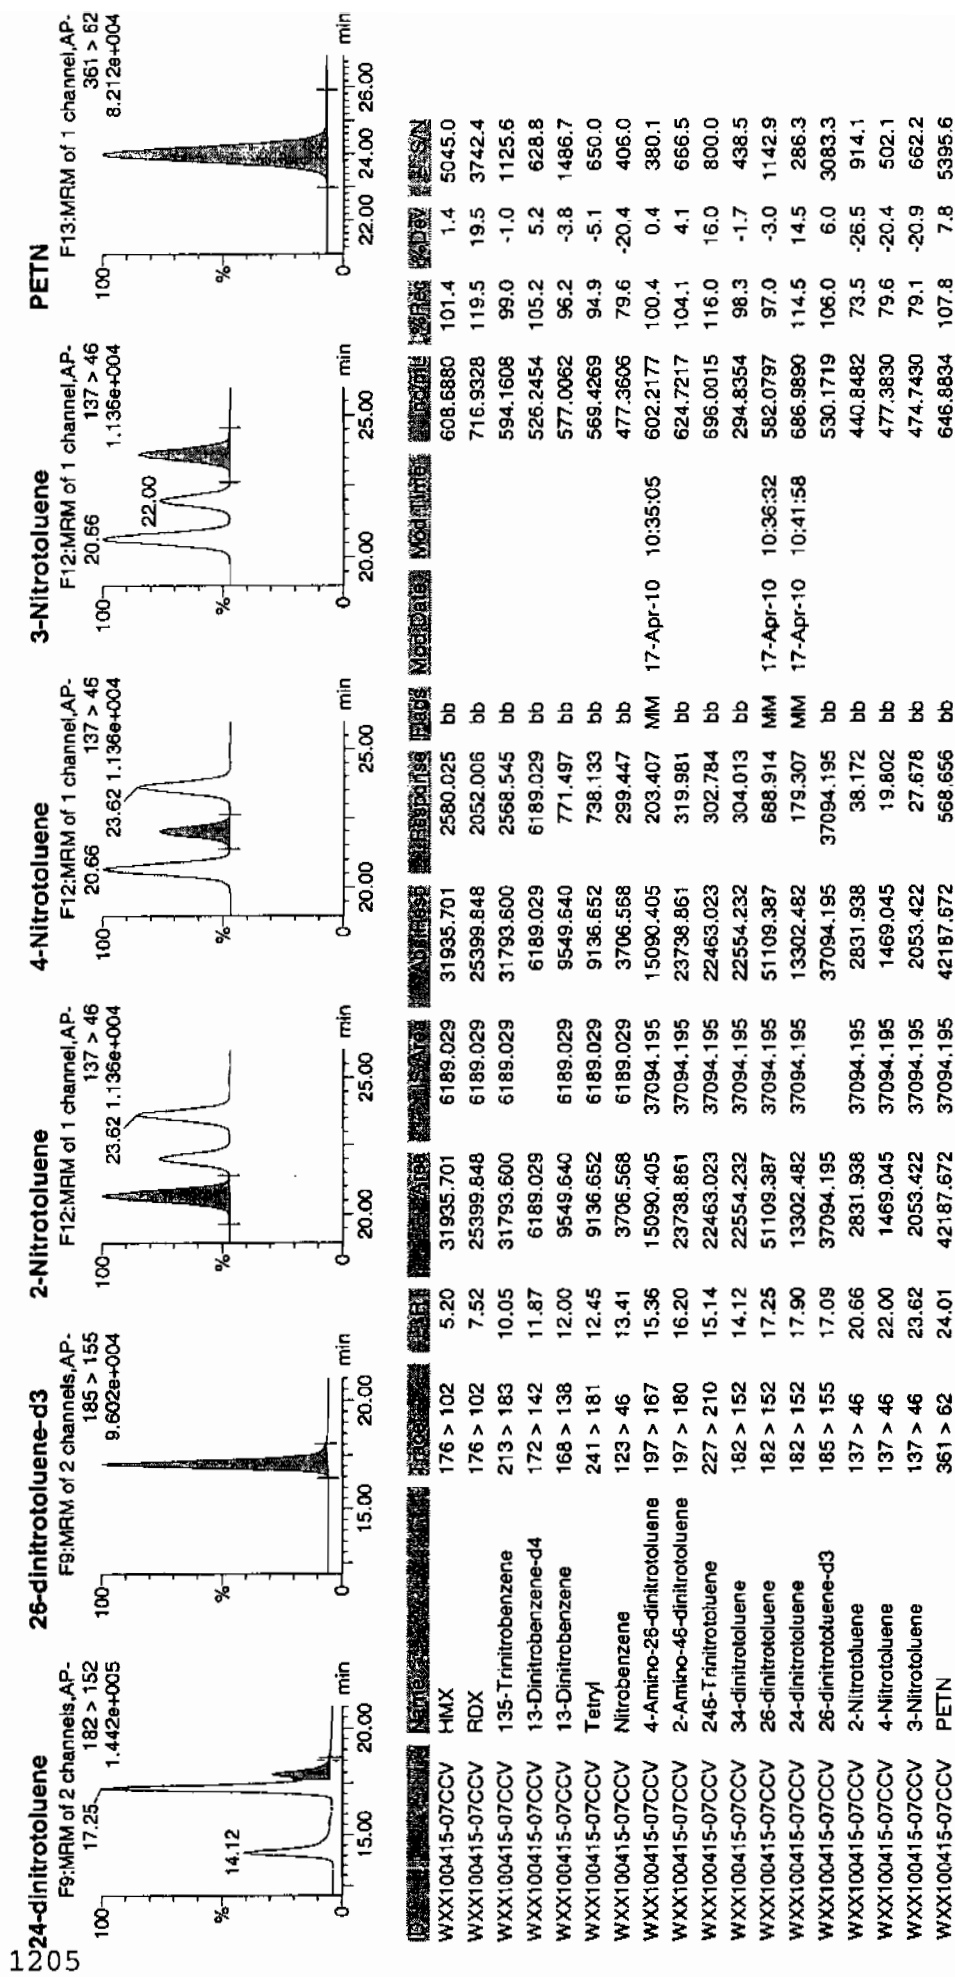 1205
24-dinitrotoluene
F9:MRM of 2 channels,AP-
182 > 152
1.442e+005
17.25
14.12
100
%
0
15.00
20.00
min
26-dinitrotoluene-d3
F9:MRM of 2 channels,AP-
185 > 155
9.602e+004
100
%
0
15.00
20.00
min
2-Nitrotoluene
F12:MRM of 1 channel,AP-
137 > 46
23.62 1.136e+004
100
%
0
20.00
25.00
min
4-Nitrotoluene
F12:MRM of 1 channel,AP-
20.66
137 > 46
23.62 1.136e+004
100
%
0
20.00
25.00
min
3-Nitrotoluene
F12:MRM of 1 channel,AP-
20.66
137 > 46
1.136e+004
22.00
100
%
0
20.00
25.00
min
PETN
F13:MRM of 1 channel,AP-
361 > 62
8.212e+004
100
%
0
22.00
24.00
26.00
min
Name Trace RT Area IS Area Abs Resp Response Flags Mod Date Mod Time %Rec %Dev S/N
WXX100415-07CCV HMX 176 > 102 5.20 31935.701 6189.029 31935.701 2580.025 bb 608.6880 101.4 1.4 5045.0
WXX100415-07CCV RDX 176 > 102 7.52 25399.848 6189.029 25399.848 2052.006 bb 716.9328 119.5 19.5 3742.4
WXX100415-07CCV 135-Trinitrobenzene 213 > 183 10.05 31793.600 6189.029 31793.600 2568.545 bb 594.1608 99.0 -1.0 1125.6
WXX100415-07CCV 13-Dinitrobenzene-d4 172 > 142 11.87 6189.029 6189.029 6189.029 bb 526.2454 105.2 5.2 628.8
WXX100415-07CCV 13-Dinitrobenzene 168 > 138 12.00 9549.640 6189.029 9549.640 771.497 bb 577.0062 96.2 -3.8 1486.7
WXX100415-07CCV Tetryl 241 > 181 12.45 9136.652 6189.029 9136.652 738.133 bb 569.4269 94.9 -5.1 650.0
WXX100415-07CCV Nitrobenzene 123 > 46 13.41 3706.568 6189.029 3706.568 299.447 bb 477.3606 79.6 -20.4 406.0
WXX100415-07CCV 4-Amino-26-dinitrotoluene 197 > 167 15.36 15090.405 37094.195 15090.405 203.407 MM 17-Apr-10 10:35:05 602.2177 100.4 0.4 380.1
WXX100415-07CCV 2-Amino-46-dinitrotoluene 197 > 180 16.20 23738.861 37094.195 23738.861 319.981 bb 624.7217 104.1 4.1 666.5
WXX100415-07CCV 246-Trinitrotoluene 227 > 210 15.14 22463.023 37094.195 22463.023 302.784 bb 696.0015 116.0 16.0 800.0
WXX100415-07CCV 34-dinitrotoluene 182 > 152 14.12 22554.232 37094.195 22554.232 304.013 bb 294.8354 98.3 -1.7 438.5
WXX100415-07CCV 26-dinitrotoluene 182 > 152 17.25 51109.387 37094.195 51109.387 688.914 MM 17-Apr-10 10:36:32 582.0797 97.0 -3.0 1142.9
WXX100415-07CCV 24-dinitrotoluene 182 > 152 17.90 13302.482 37094.195 13302.482 179.307 MM 17-Apr-10 10:41:58 686.9890 114.5 14.5 286.3
WXX100415-07CCV 26-dinitrotoluene-d3 185 > 155 17.09 37094.195 37094.195 37094.195 bb 530.1719 106.0 6.0 3083.3
WXX100415-07CCV 2-Nitrotoluene 137 > 46 20.66 2831.938 37094.195 2831.938 38.172 bb 440.8482 73.5 -26.5 914.1
WXX100415-07CCV 4-Nitrotoluene 137 > 46 22.00 1469.045 37094.195 1469.045 19.802 bb 477.3830 79.6 -20.4 502.1
WXX100415-07CCV 3-Nitrotoluene 137 > 46 23.62 2053.422 37094.195 2053.422 27.678 bb 474.7430 79.1 -20.9 662.2
WXX100415-07CCV PETN 361 > 62 24.01 42187.672 37094.195 42187.672 568.656 bb 646.8834 107.8 7.8 5395.6